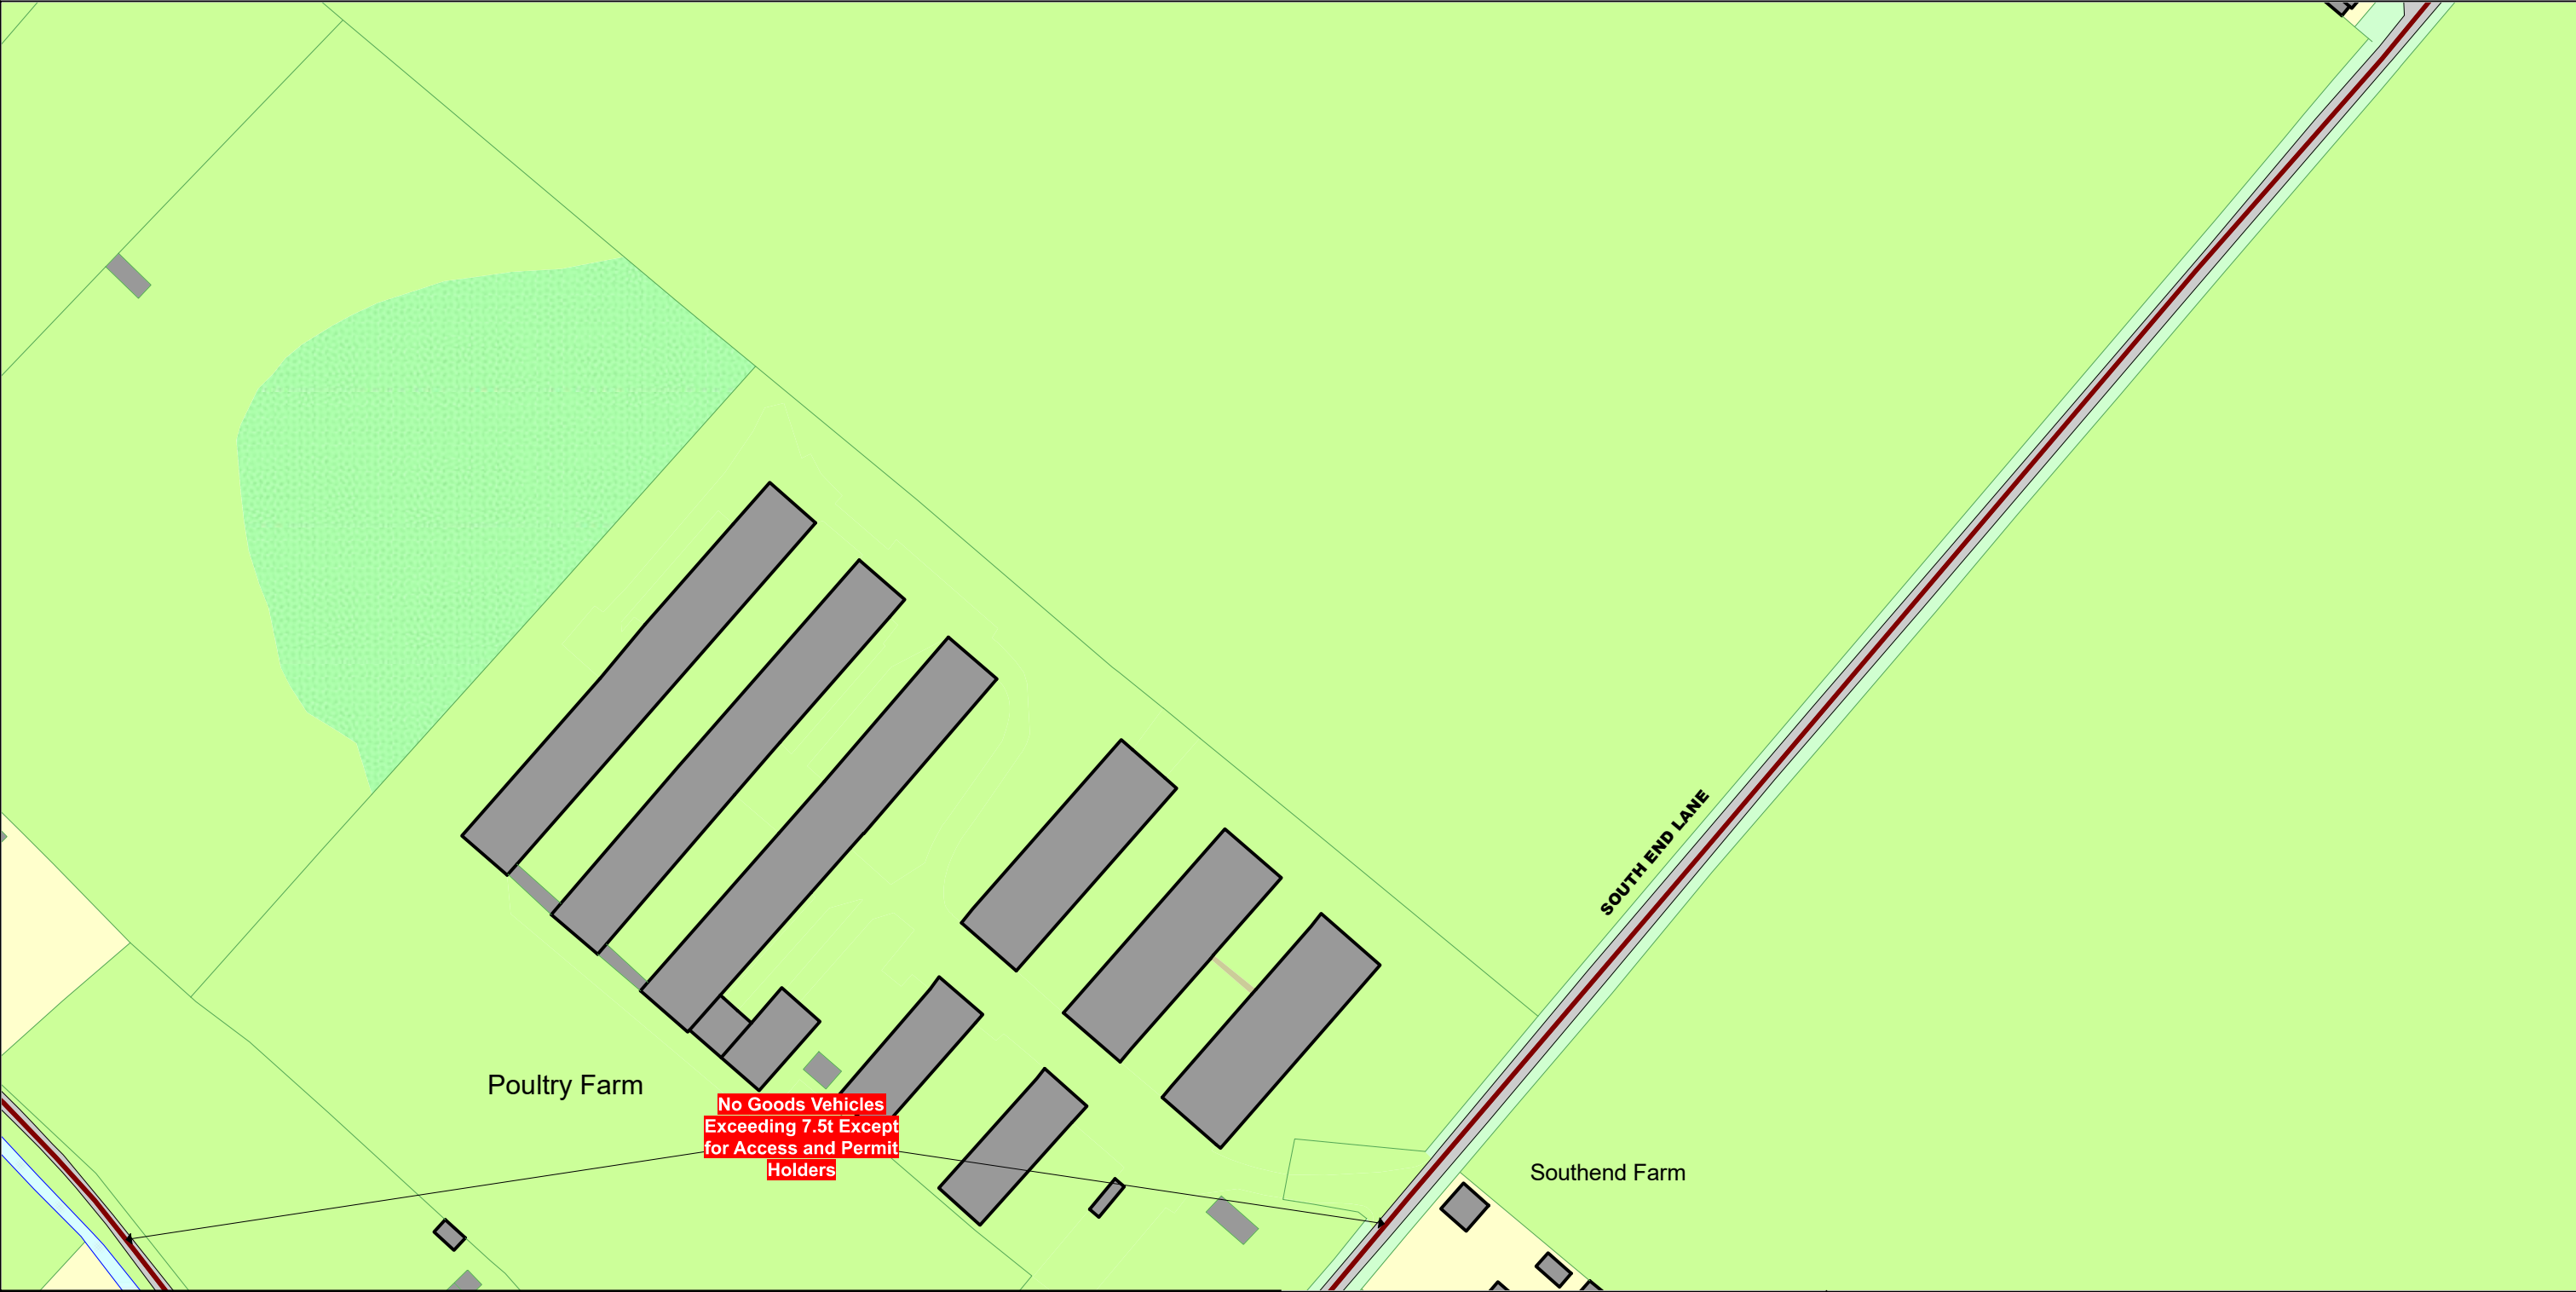 SOUTH END LANE
Poultry Farm
No Goods Vehicles
Exceeding 7.5t Except
for Access and Permit
Holders
Southend Farm